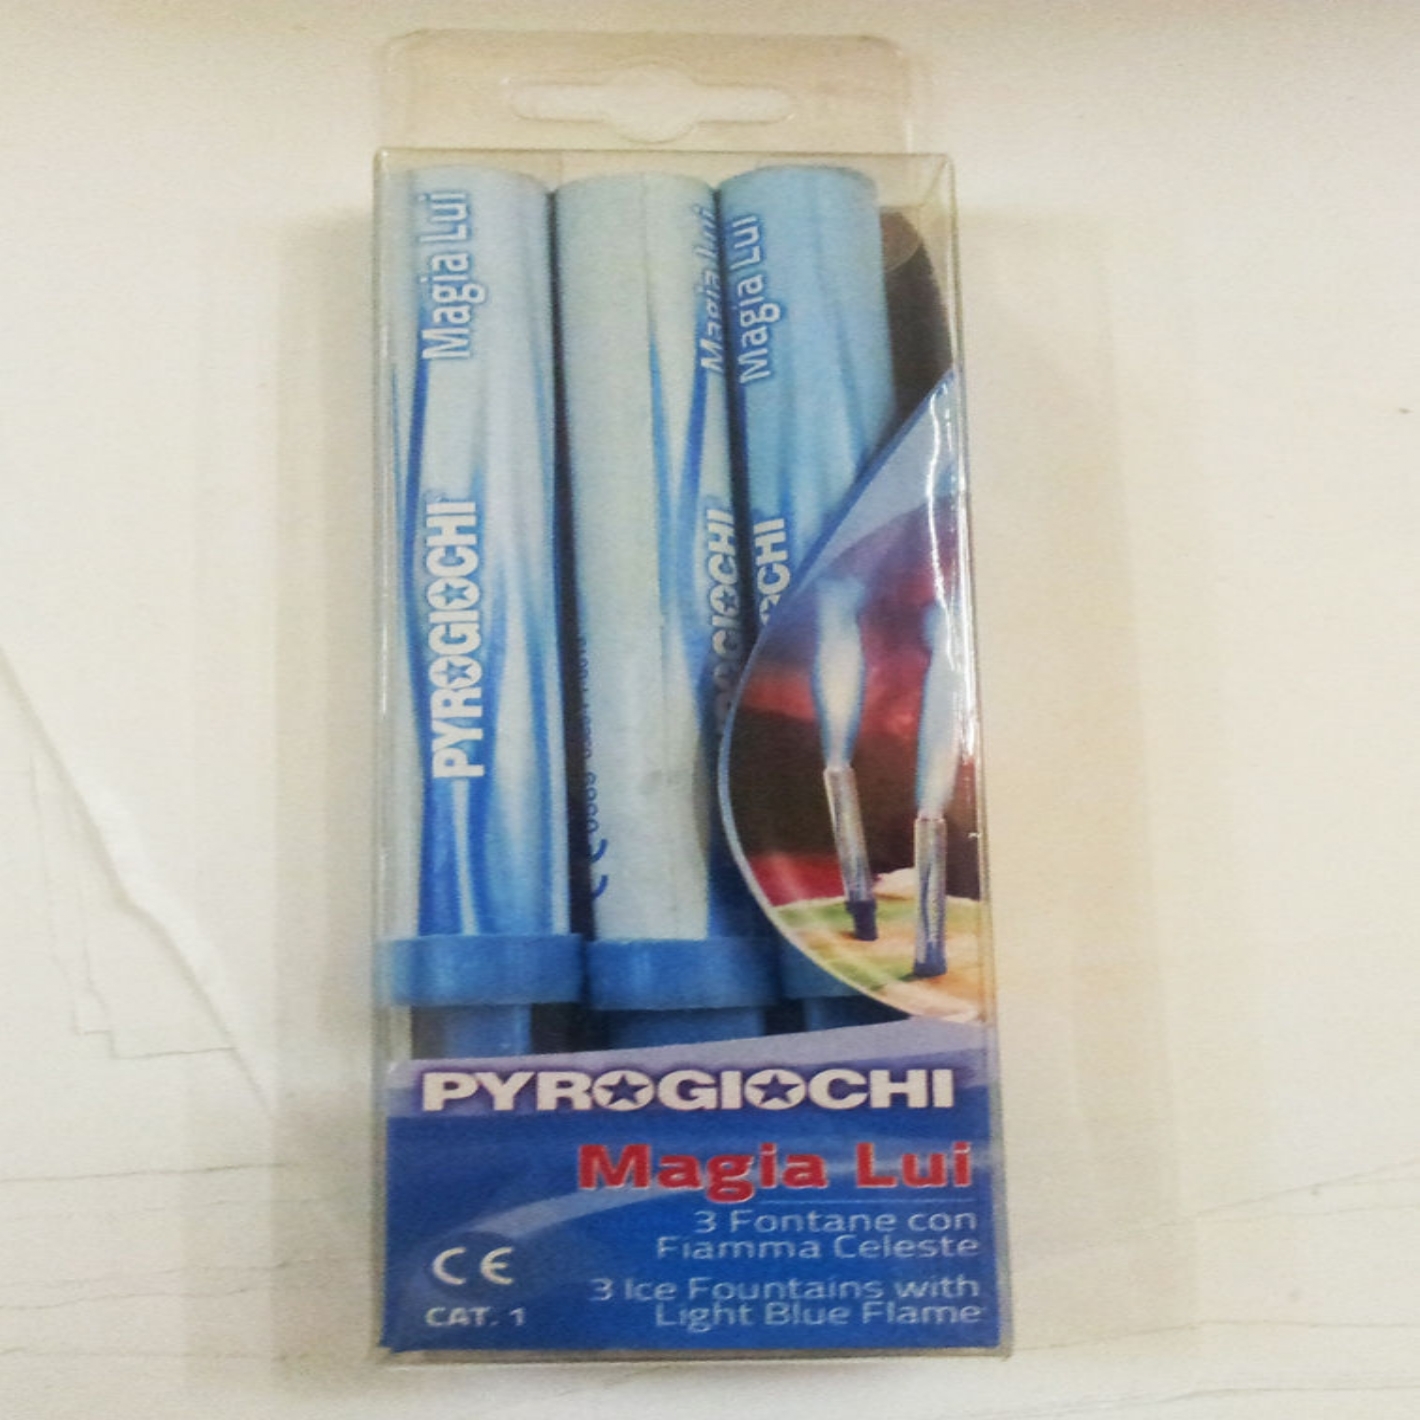 Magia Lui
PYROGIOCHI
Magia Lui
PYROGIOCHI
Magia Lui
PYROGIOCHI
Magia Lui
3 Fontane con
Fiamma Celeste
3 Ice Fountains with
Light Blue Flame
CE
CAT. 1